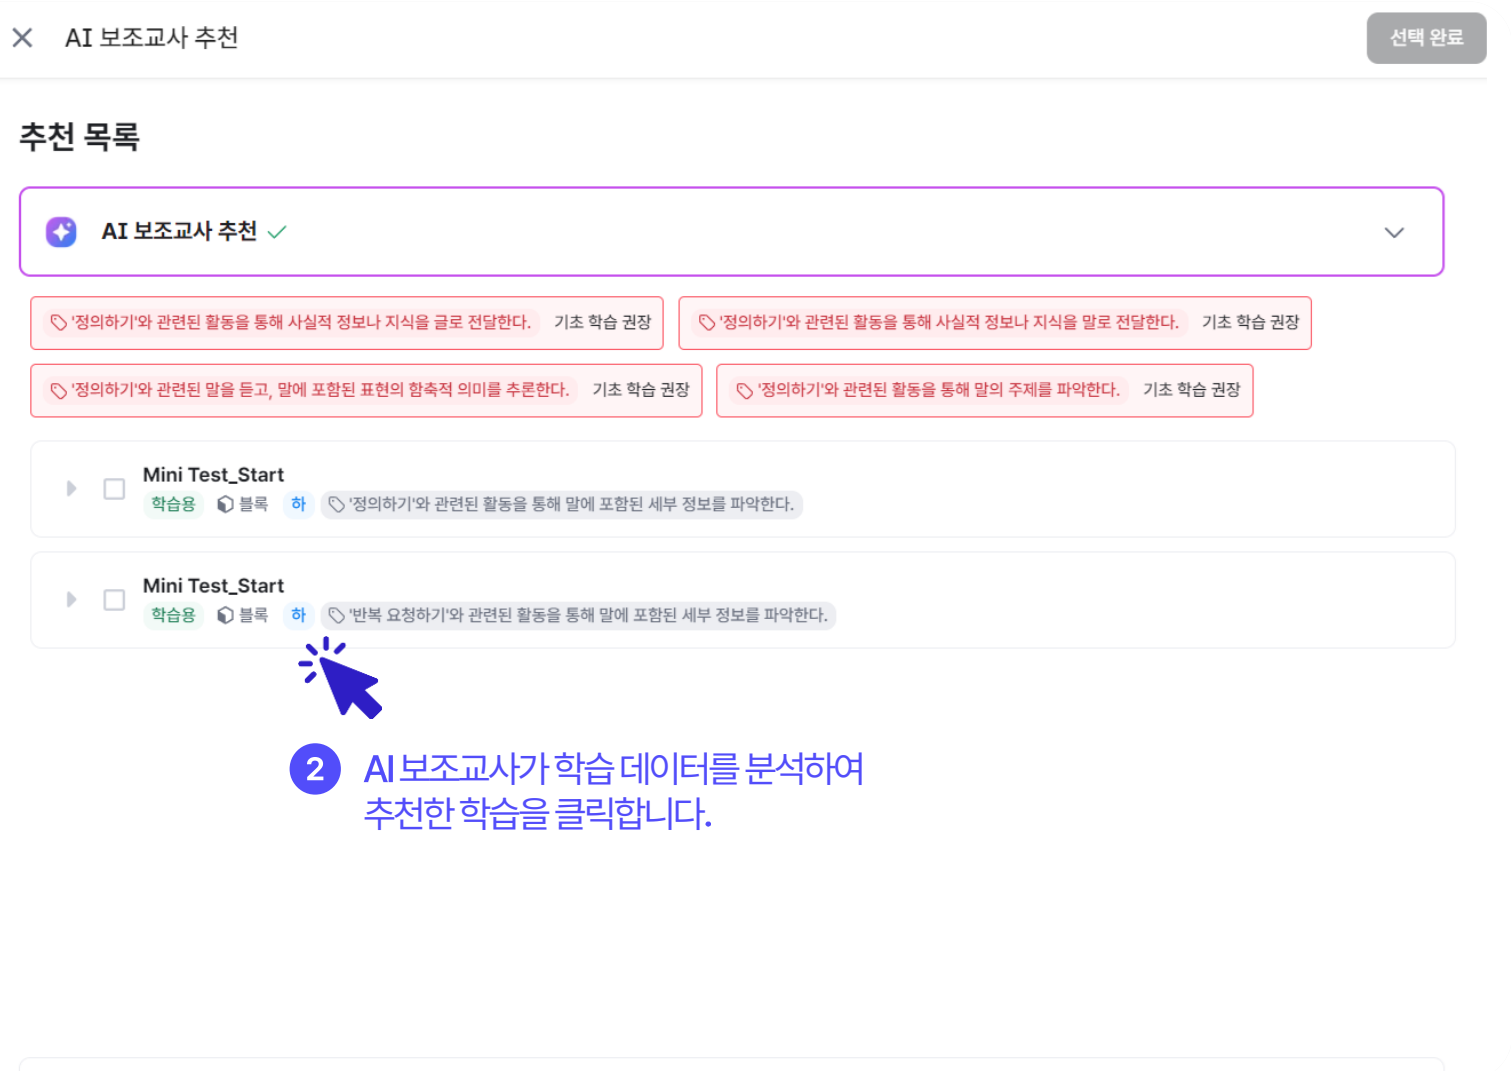 AI 보조교사 추천
선택 완료
추천 목록
AI 보조교사 추천
'정의하기'와 관련된 활동을 통해 사실적 정보나 지식을 글로 전달한다. 기초 학습 권장
'정의하기'와 관련된 활동을 통해 사실적 정보나 지식을 말로 전달한다. 기초 학습 권장
'정의하기'와 관련된 말을 듣고, 말에 포함된 표현의 함축적 의미를 추론한다. 기초 학습 권장
'정의하기'와 관련된 활동을 통해 말의 주제를 파악한다. 기초 학습 권장
Mini Test_Start
학습용 블록 하 '정의하기'와 관련된 활동을 통해 말에 포함된 세부 정보를 파악한다.
Mini Test_Start
학습용 블록 하 '반복 요청하기'와 관련된 활동을 통해 말에 포함된 세부 정보를 파악한다.
2 AI 보조교사가 학습 데이터를 분석하여
추천한 학습을 클릭합니다.